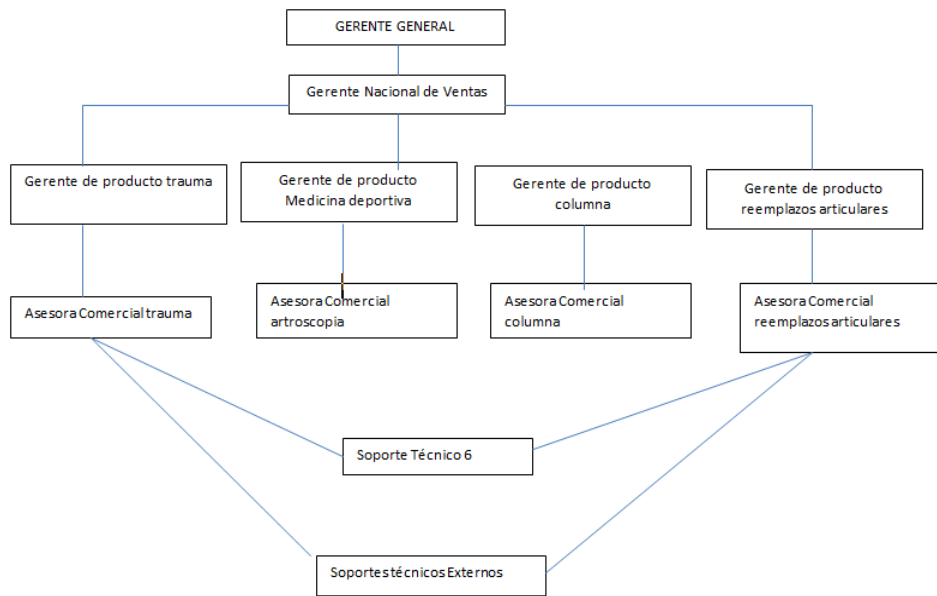 GERENTE GENERAL
Gerente Nacional de Ventas
Gerente de producto trauma
Gerente de producto
Medicina deportiva
Gerente de producto
columna
Gerente de producto
reemplazos articulares
Asesora Comercial trauma
Asesora Comercial
artroscopia
Asesora Comercial
columna
Asesora Comercial
reemplazos articulares
Soporte Técnico 6
Soportes técnicos Externos